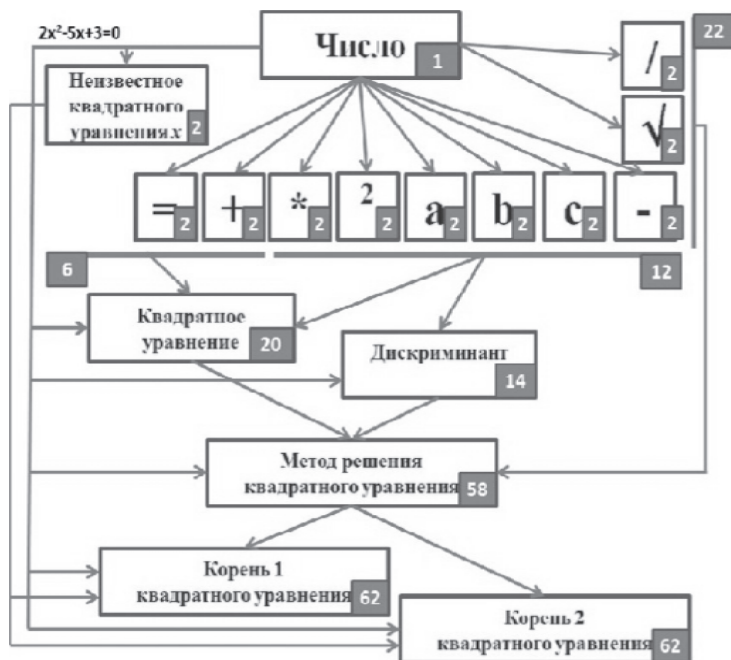 2x²-5x+3=0
Число
1
/
2
22
Неизвестное
квадратного
уравнения x
2
√
2
=
2
+
2
*
2
2
2
a
2
b
2
c
2
-
2
6
12
Квадратное
уравнение
20
Дискриминант
14
Метод решения
квадратного уравнения
58
Корень 1
квадратного уравнения
62
Корень 2
квадратного уравнения
62